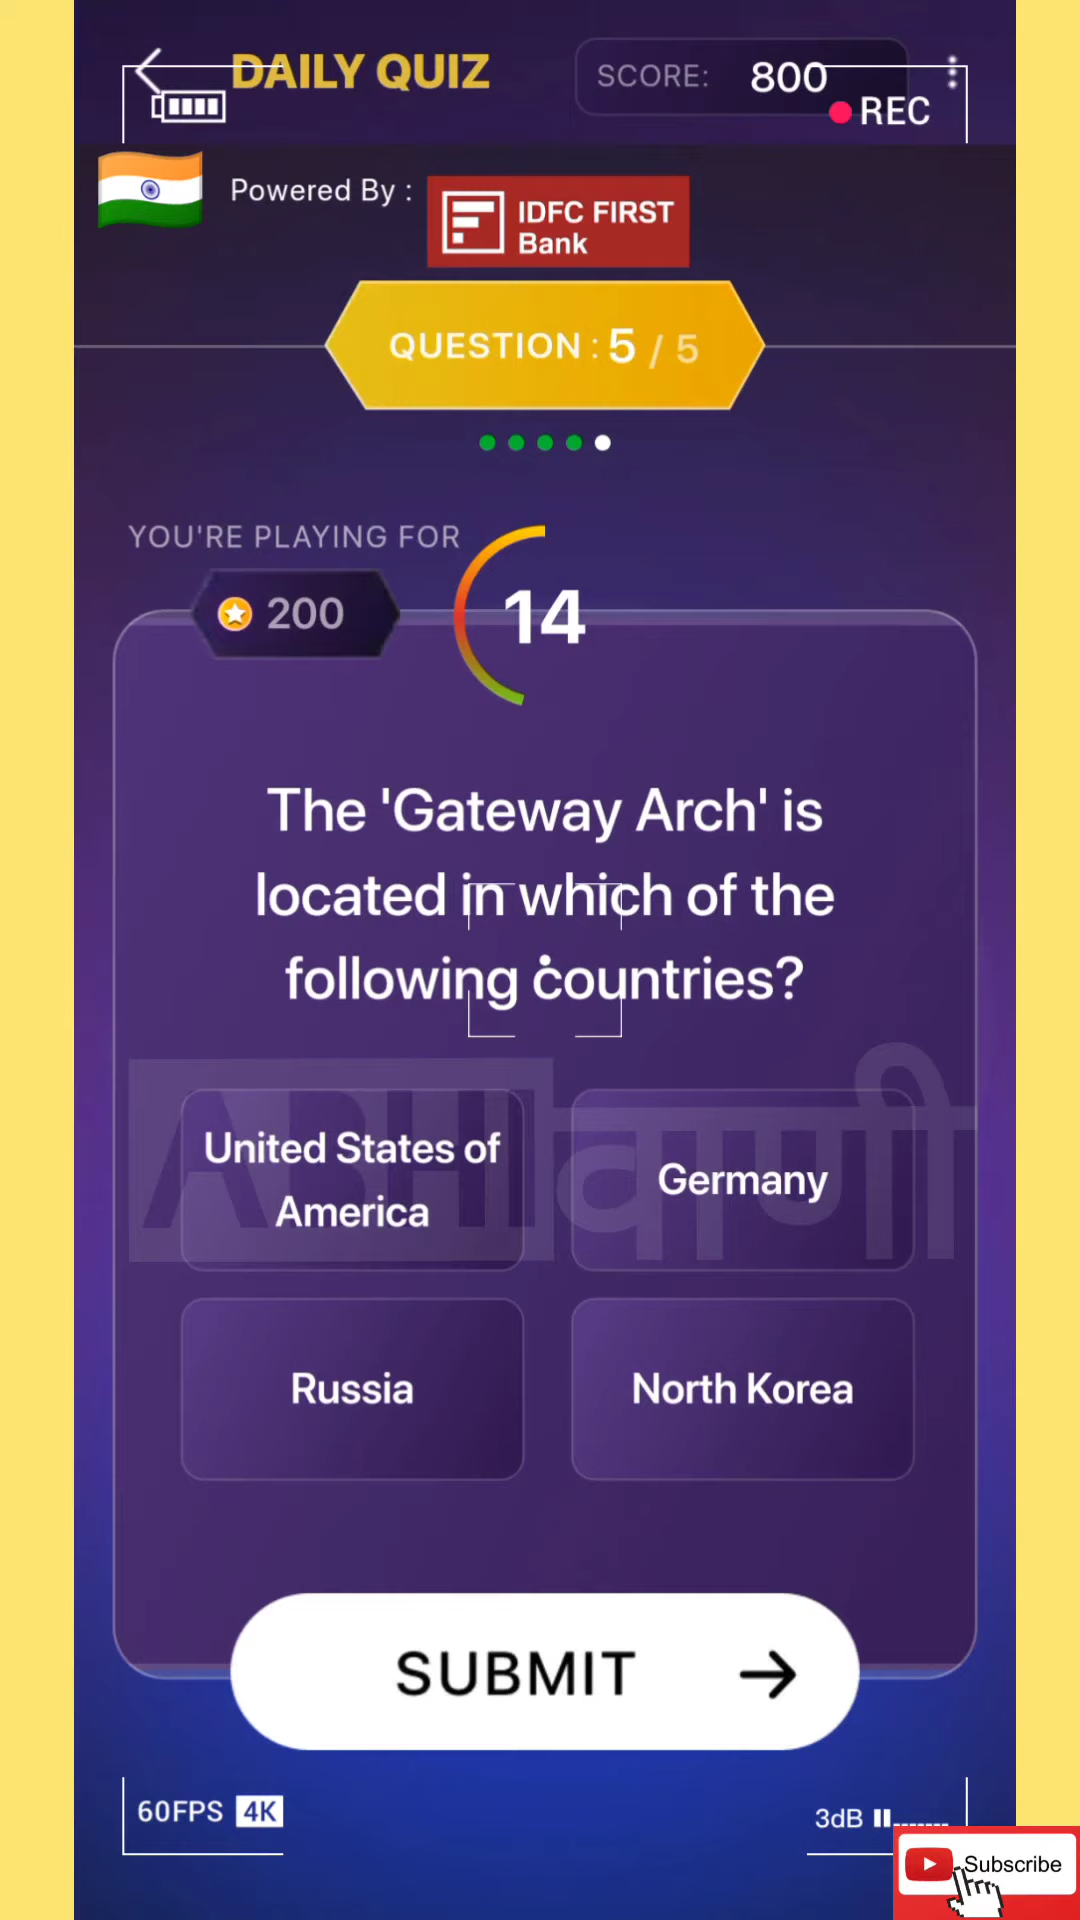 DAILY QUIZ
SCORE: 800
REC
Powered By :
IDFC FIRST
Bank
QUESTION : 5 / 5
YOU'RE PLAYING FOR
200
14
The 'Gateway Arch' is
located in which of the
following countries?
ABHIवाणी
United States of
America
Germany
Russia
North Korea
SUBMIT
60FPS 4K
3dB
Subscribe